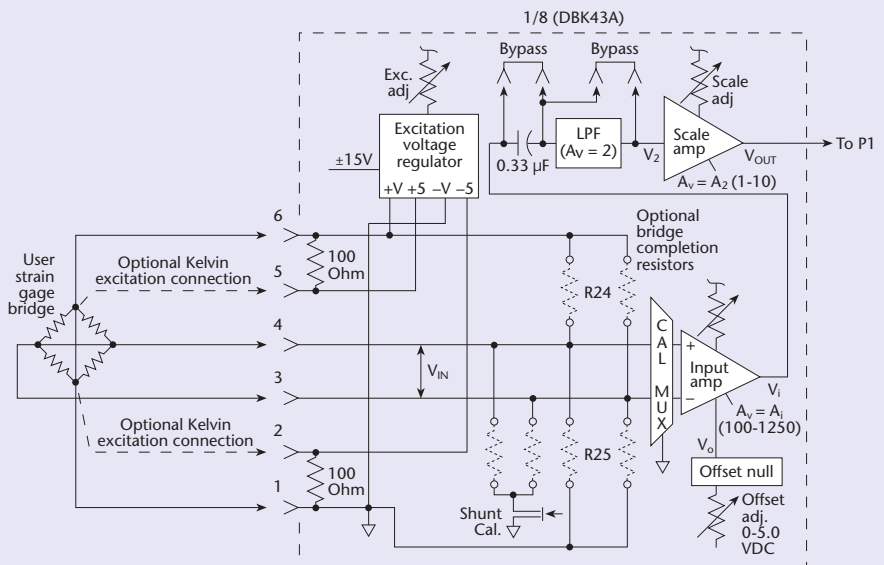 1/8 (DBK43A)
Bypass
Bypass
Exc.
adj
Scale
adj
Excitation
voltage
regulator
±15V
+V +5 –V –5
0.33 µF
LPF
(Av = 2)
V2
Scale
amp
VOUT
To P1
Av = A2 (1-10)
6
100
Ohm
Optional
bridge
completion
resistors
User
strain
gage
bridge
Optional Kelvin
excitation connection
5
R24
4
VIN
3
CAL MUX
+
–
Input
amp
Vi
Av = Ai
(100-1250)
Optional Kelvin
excitation connection
2
R25
Vo
Offset null
1
100
Ohm
Shunt
Cal.
Offset
adj.
0-5.0
VDC